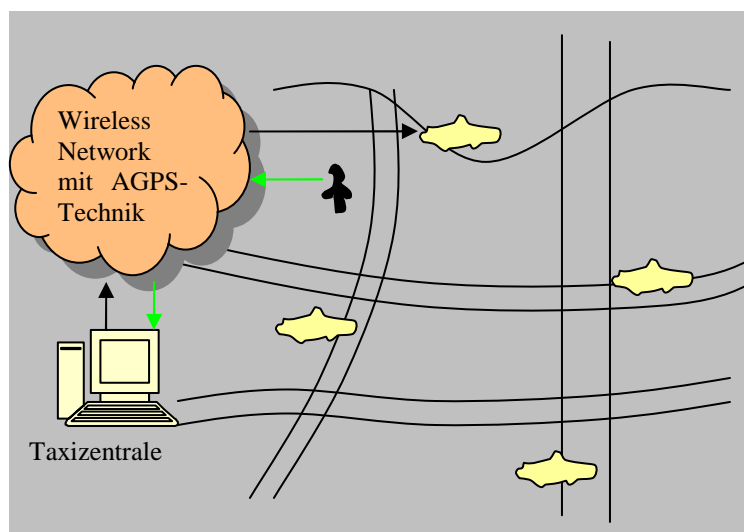 Wireless
Network
mit AGPS-
Technik
Taxizentrale